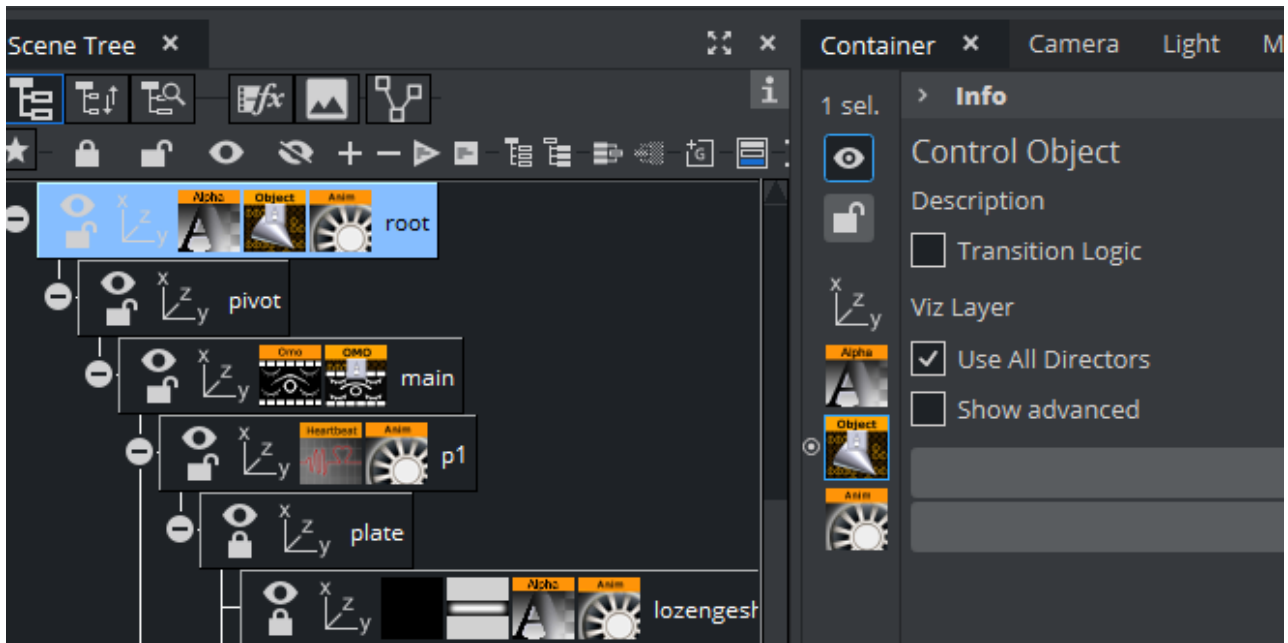 Scene Tree
Container
Camera
Light
M
fx
i
1 sel.
Info
Control Object
Description
Transition Logic
Viz Layer
Use All Directors
Show advanced
x
z
y
Alpha
Object
Anim
G
x
z
y
Alpha
Object
Anim
root
x
z
y
pivot
x
z
y
Omo
OMO
main
x
z
y
Heartbeat
Anim
p1
x
z
y
plate
x
z
y
Alpha
Anim
lozengesh